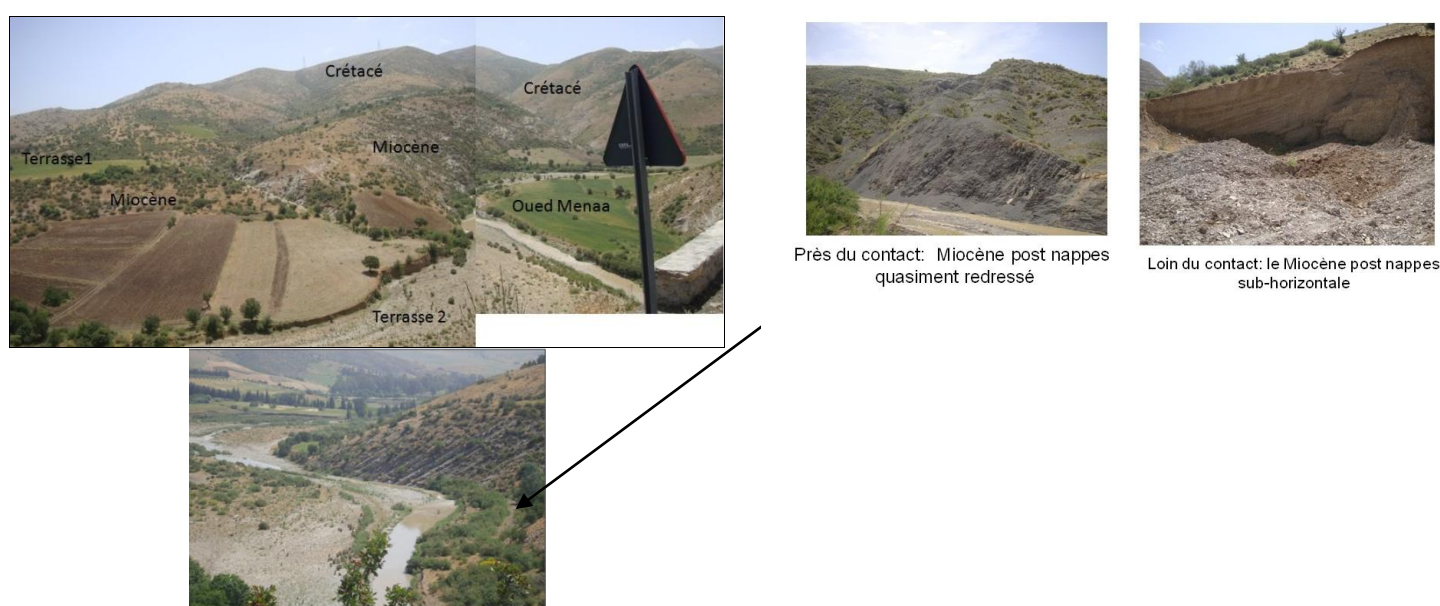 Crétacé
Crétacé
Miocène
Terrasse1
Miocène
Oued Menaa
Terrasse 2
Près du contact: Miocène post nappes
quasiment redressé
Loin du contact: le Miocène post nappes
sub-horizontale